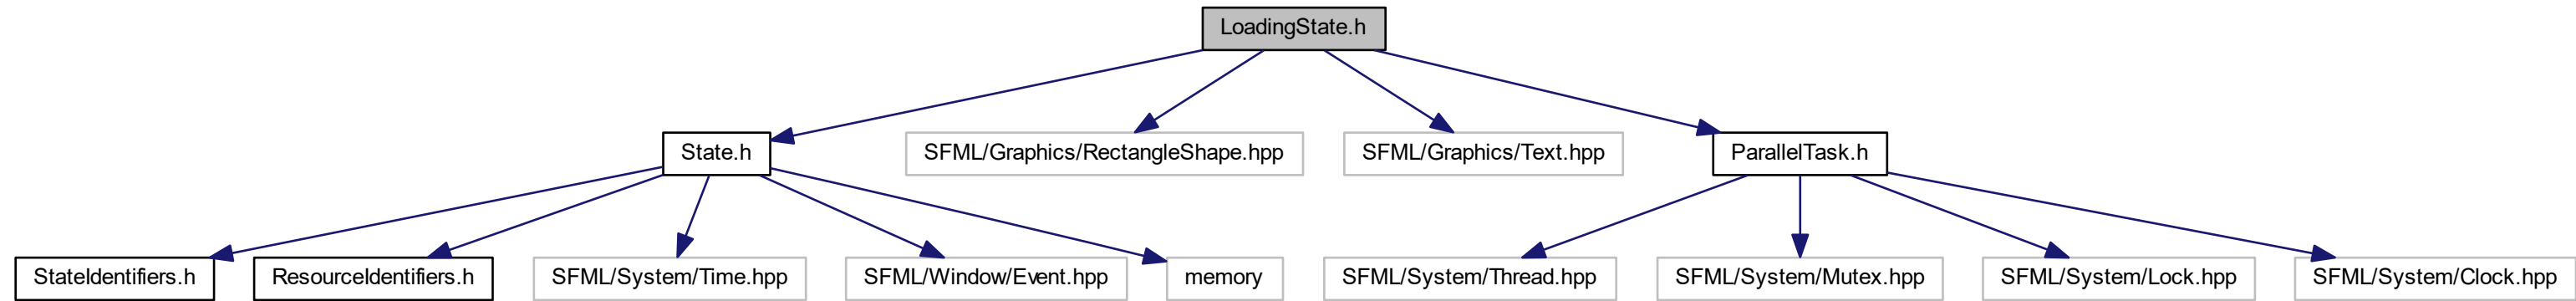 LoadingState.h
State.h
SFML/Graphics/RectangleShape.hpp
SFML/Graphics/Text.hpp
ParallelTask.h
StateIdentifiers.h
ResourceIdentifiers.h
SFML/System/Time.hpp
SFML/Window/Event.hpp
memory
SFML/System/Thread.hpp
SFML/System/Mutex.hpp
SFML/System/Lock.hpp
SFML/System/Clock.hpp